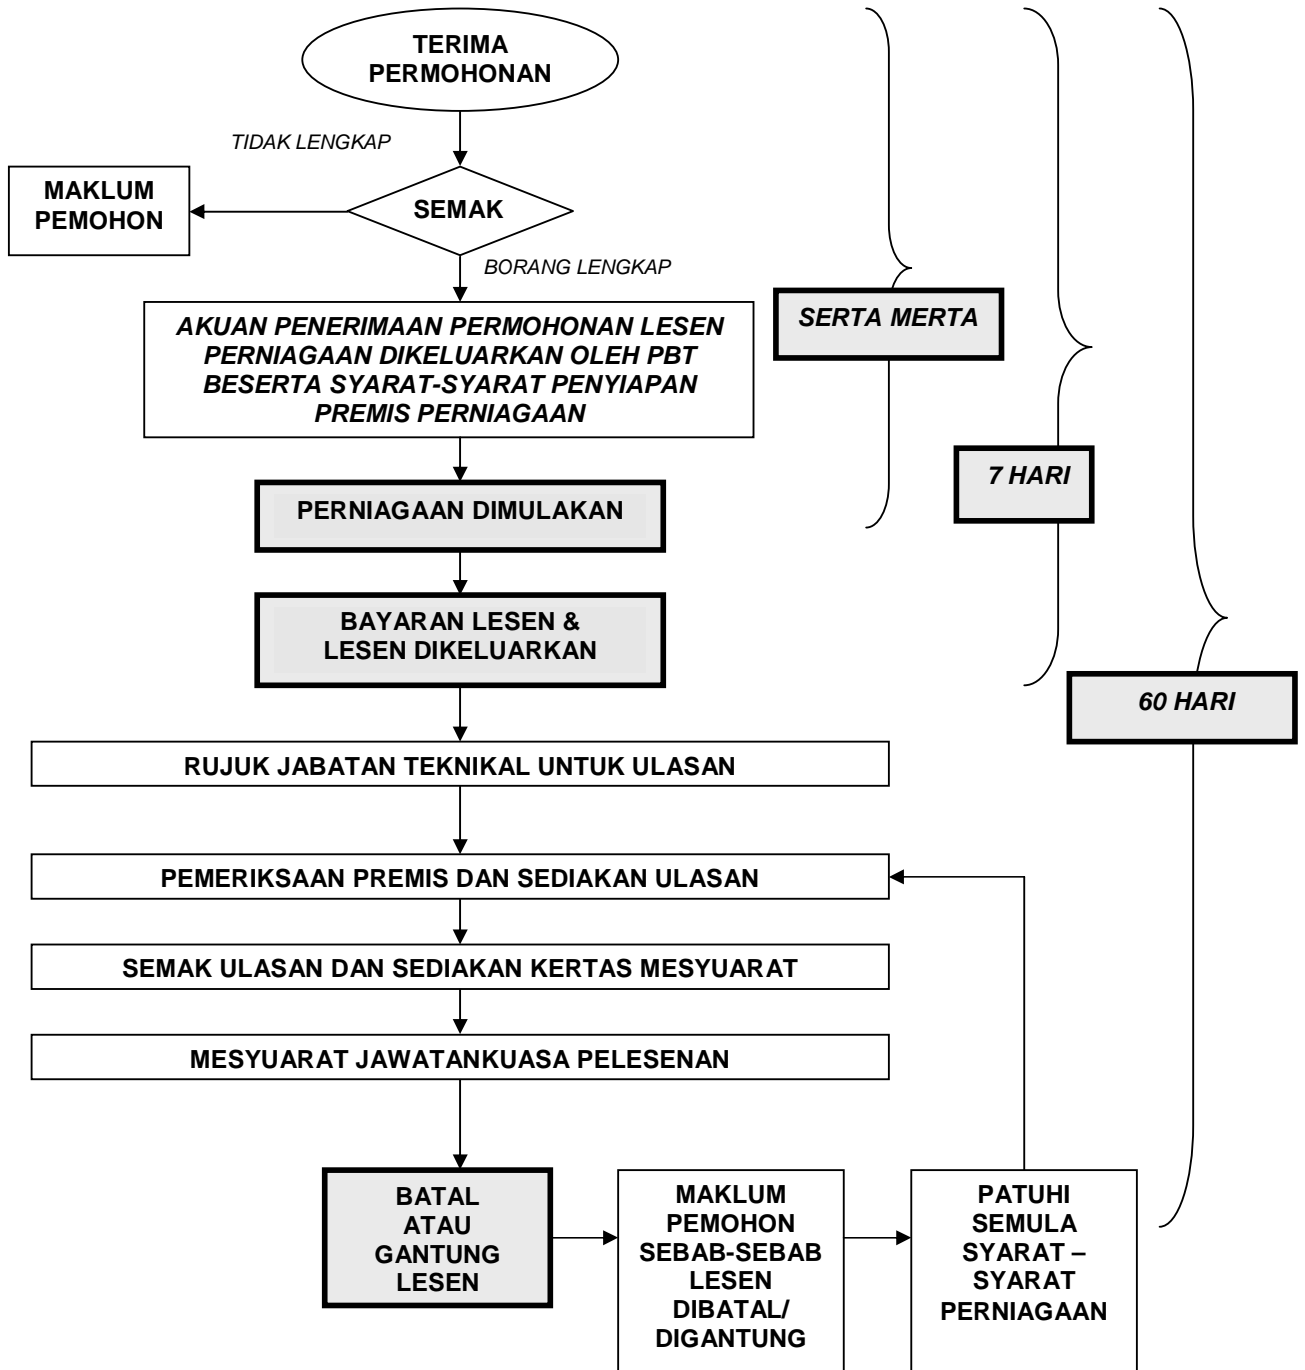 TERIMA
PERMOHONAN
TIDAK LENGKAP
MAKLUM
PEMOHON
SEMAK
BORANG LENGKAP
AKUAN PENERIMAAN PERMOHONAN LESEN
PERNIAGAAN DIKELUARKAN OLEH PBT
BESERTA SYARAT-SYARAT PENYIAPAN
PREMIS PERNIAGAAN
SERTA MERTA
7 HARI
PERNIAGAAN DIMULAKAN
BAYARAN LESEN &
LESEN DIKELUARKAN
60 HARI
RUJUK JABATAN TEKNIKAL UNTUK ULASAN
PEMERIKSAAN PREMIS DAN SEDIAKAN ULASAN
SEMAK ULASAN DAN SEDIAKAN KERTAS MESYUARAT
MESYUARAT JAWATANKUASA PELESENAN
BATAL
ATAU
GANTUNG
LESEN
MAKLUM
PEMOHON
SEBAB-SEBAB
LESEN
DIBATAL/
DIGANTUNG
PATUHI
SEMULA
SYARAT –
SYARAT
PERNIAGAAN